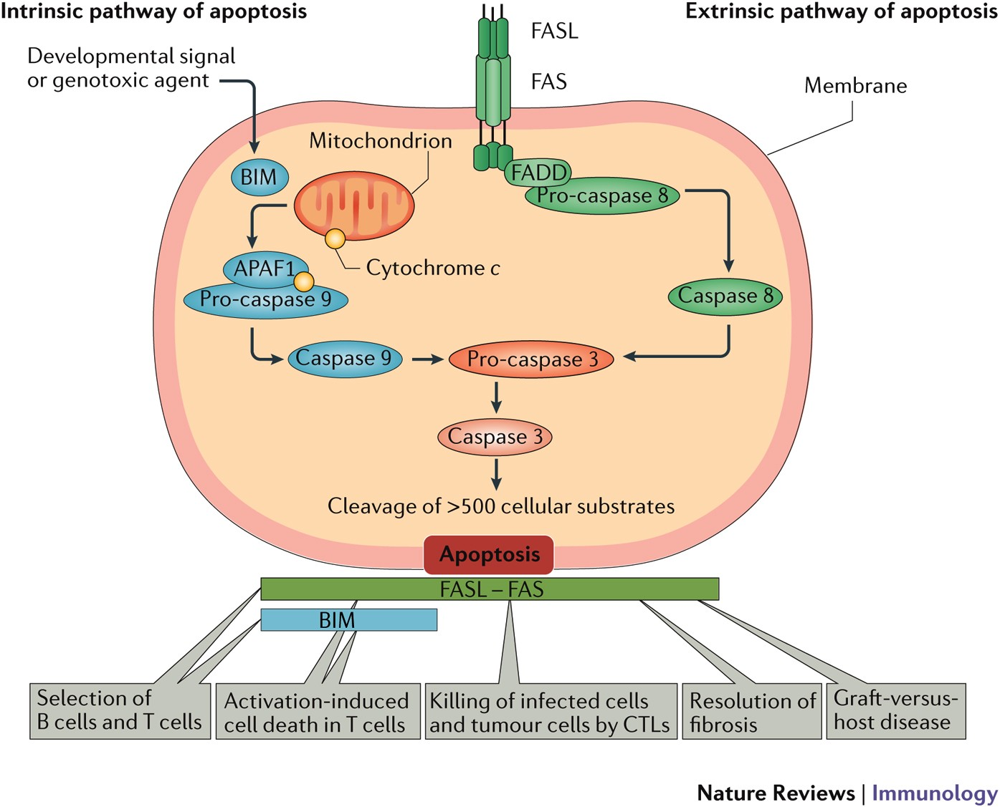 Intrinsic pathway of apoptosis
Extrinsic pathway of apoptosis
Developmental signal
or genotoxic agent
FASL
FAS
Membrane
Mitochondrion
BIM
FADD
Pro-caspase 8
APAF1
Cytochrome c
Pro-caspase 9
Caspase 8
Caspase 9
Pro-caspase 3
Caspase 3
Cleavage of >500 cellular substrates
Apoptosis
FASL – FAS
BIM
Selection of
B cells and T cells
Activation-induced
cell death in T cells
Killing of infected cells
and tumour cells by CTLs
Resolution of
fibrosis
Graft-versus-
host disease
Nature Reviews | Immunology